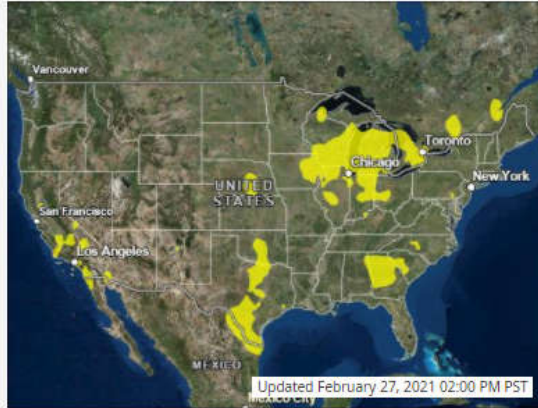 Vancouver
Toronto
Chicago
New York
UNITED
STATES
San Francisco
Los Angeles
MÉXICO
Mexico City
Updated February 27, 2021 02:00 PM PST